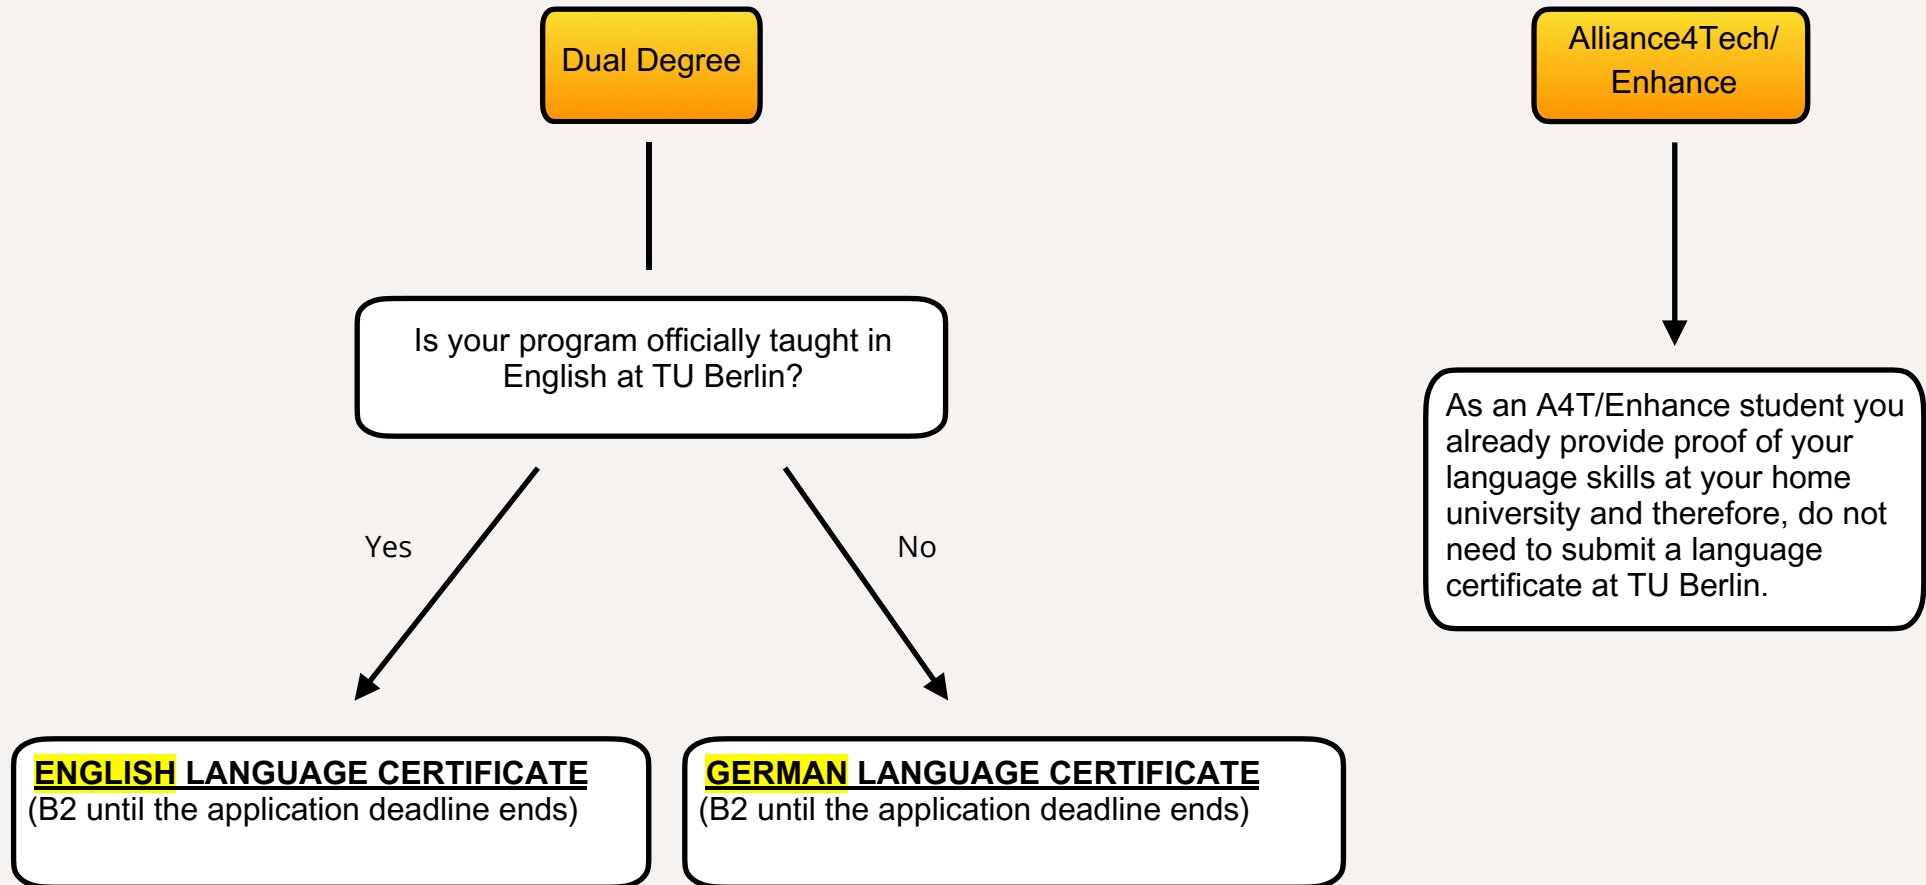 Dual Degree
Alliance4Tech/
Enhance
Is your program officially taught in
English at TU Berlin?
As an A4T/Enhance student you
already provide proof of your
language skills at your home
university and therefore, do not
need to submit a language
certificate at TU Berlin.
Yes
No
ENGLISH LANGUAGE CERTIFICATE
(B2 until the application deadline ends)
GERMAN LANGUAGE CERTIFICATE
(B2 until the application deadline ends)